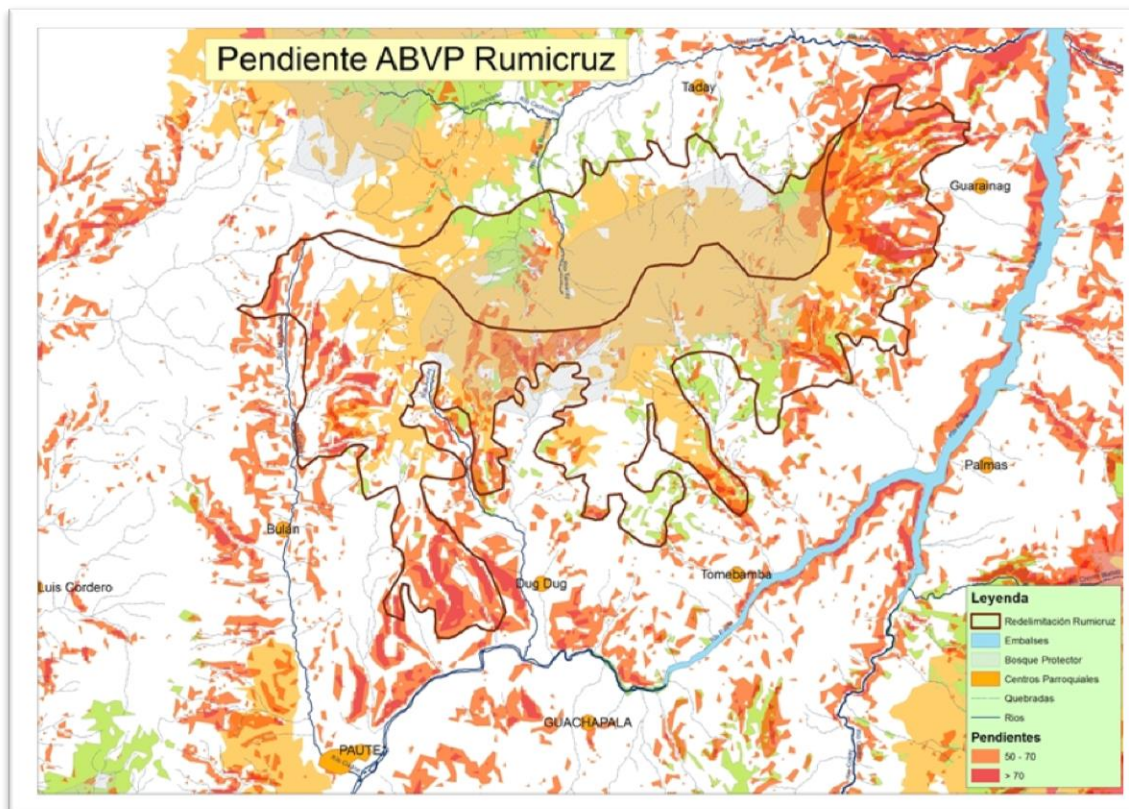 Pendiente ABVP Rumicruz
Taday
Guarainag
Palmas
Bulán
Luis Cordero
Dug Dug
Tomebamba
GUACHAPALA
PAUTE
Leyenda
Redelimitación Rumicruz
Embalses
Bosque Protector
Centros Parroquiales
Quebradas
Rios
Pendientes
50 - 70
> 70